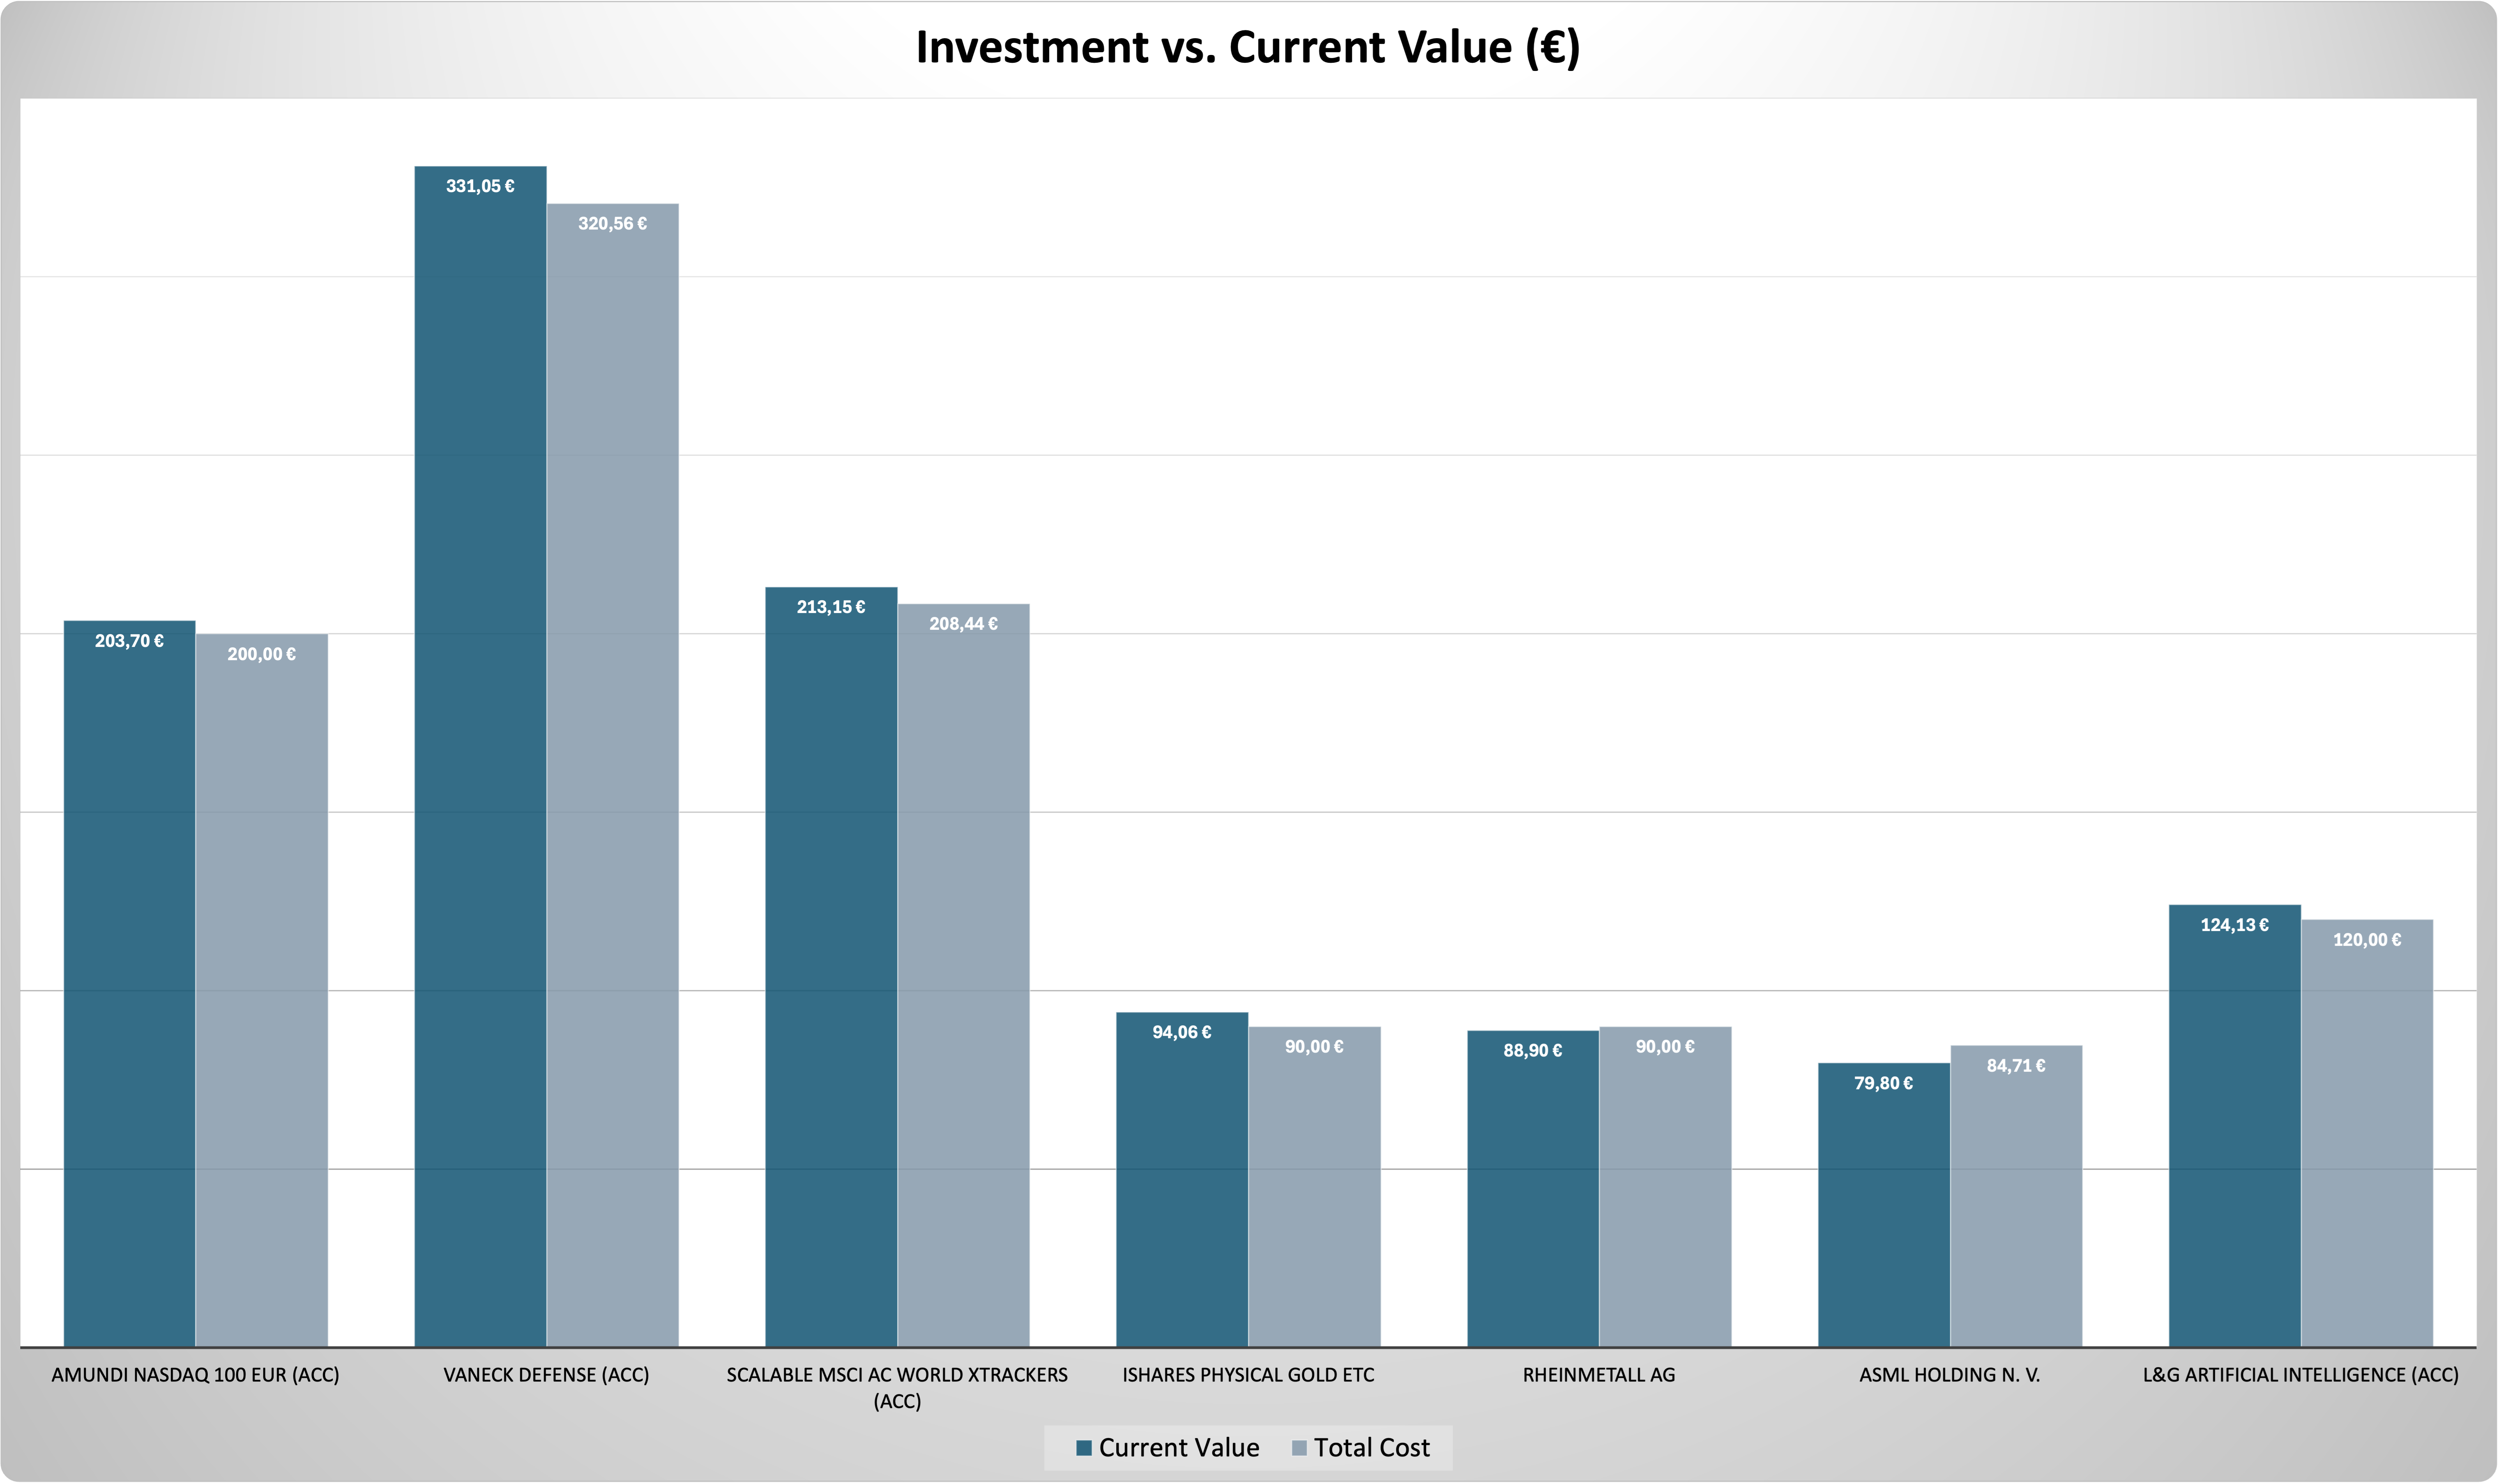 Investment vs. Current Value (€)
331,05 €
320,56 €
213,15 €
208,44 €
203,70 €
200,00 €
124,13 €
120,00 €
94,06 €
90,00 €
88,90 €
90,00 €
79,80 €
84,71 €
AMUNDI NASDAQ 100 EUR (ACC)
VANECK DEFENSE (ACC)
SCALABLE MSCI AC WORLD XTRACKERS
(ACC)
ISHARES PHYSICAL GOLD ETC
RHEINMETALL AG
ASML HOLDING N. V.
L&G ARTIFICIAL INTELLIGENCE (ACC)
Current Value
Total Cost